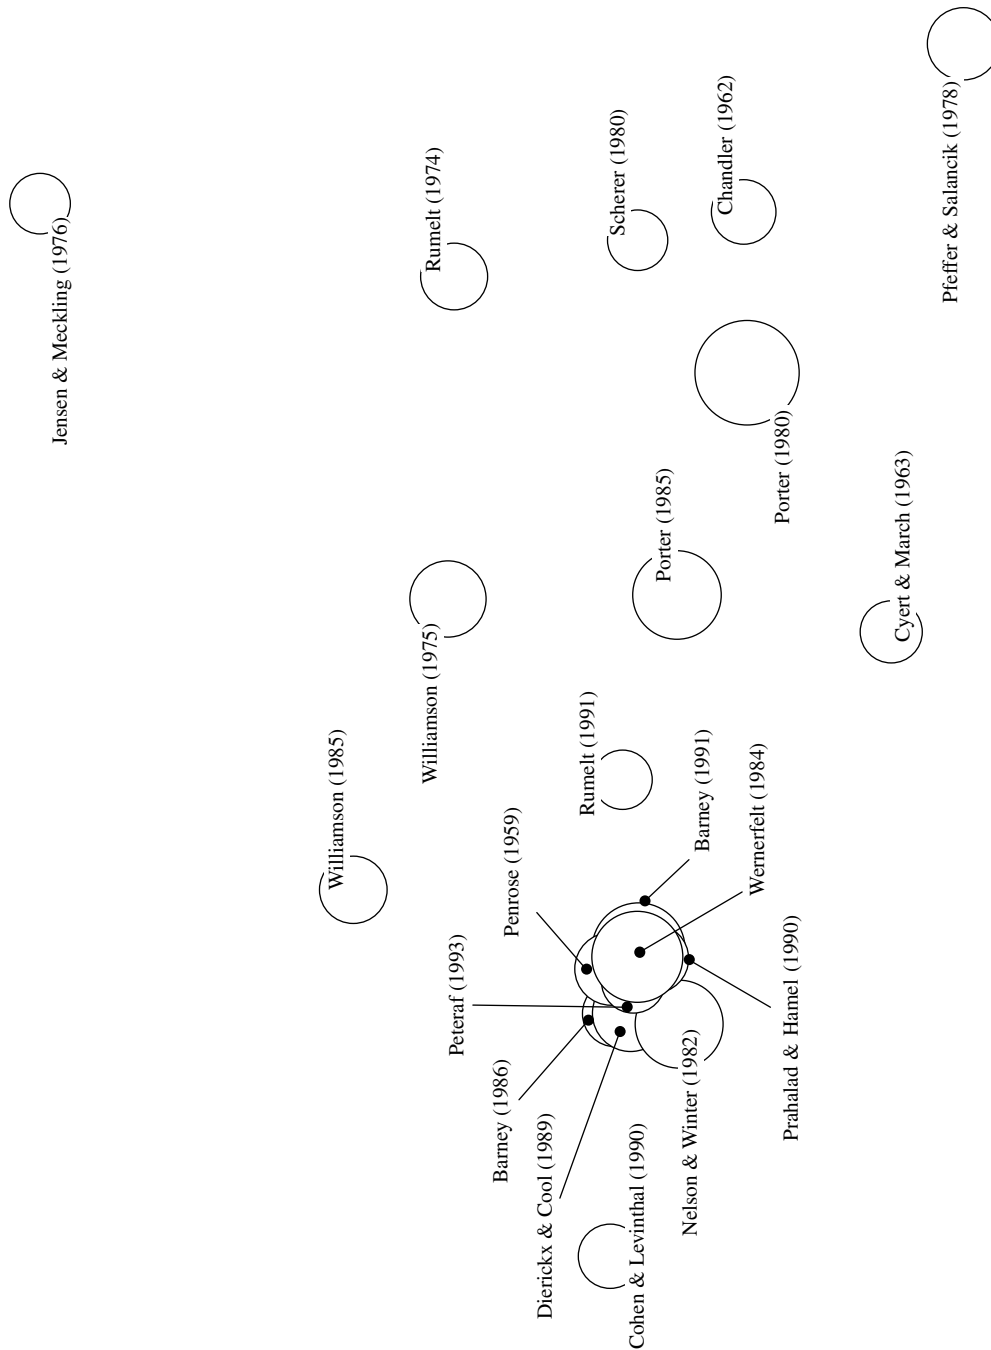 Jensen & Meckling (1976)
Rumelt (1974)
Scherer (1980)
Chandler (1962)
Pfeffer & Salancik (1978)
Porter (1980)
Porter (1985)
Cyert & March (1963)
Williamson (1975)
Williamson (1985)
Rumelt (1991)
Barney (1991)
Wernerfelt (1984)
Penrose (1959)
Peteraf (1993)
Prahalad & Hamel (1990)
Barney (1986)
Nelson & Winter (1982)
Dierickx & Cool (1989)
Cohen & Levinthal (1990)